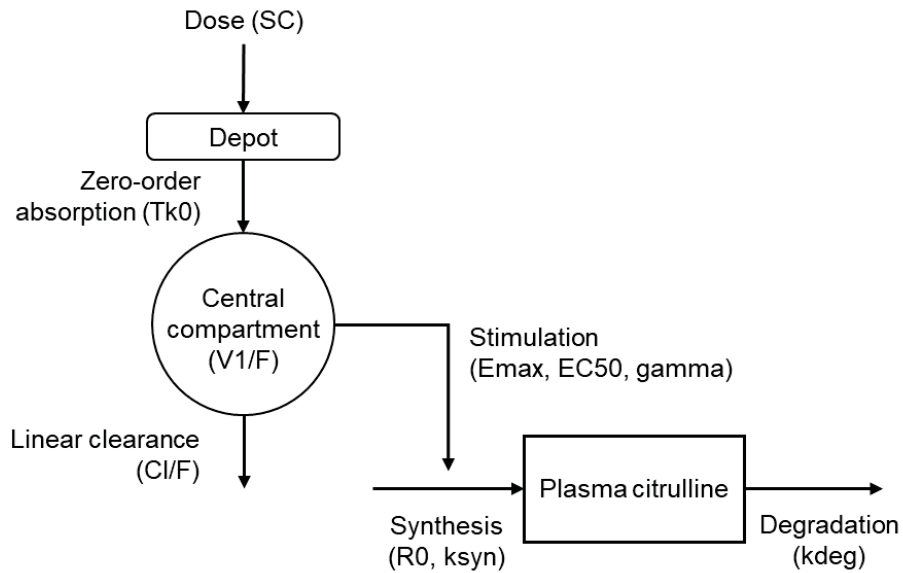 Dose (SC)
Depot
Zero-order
absorption (Tk0)
Central
compartment
(V1/F)
Stimulation
(Emax, EC50, gamma)
Linear clearance
(Cl/F)
Plasma citrulline
Synthesis
(R0, ksyn)
Degradation
(kdeg)